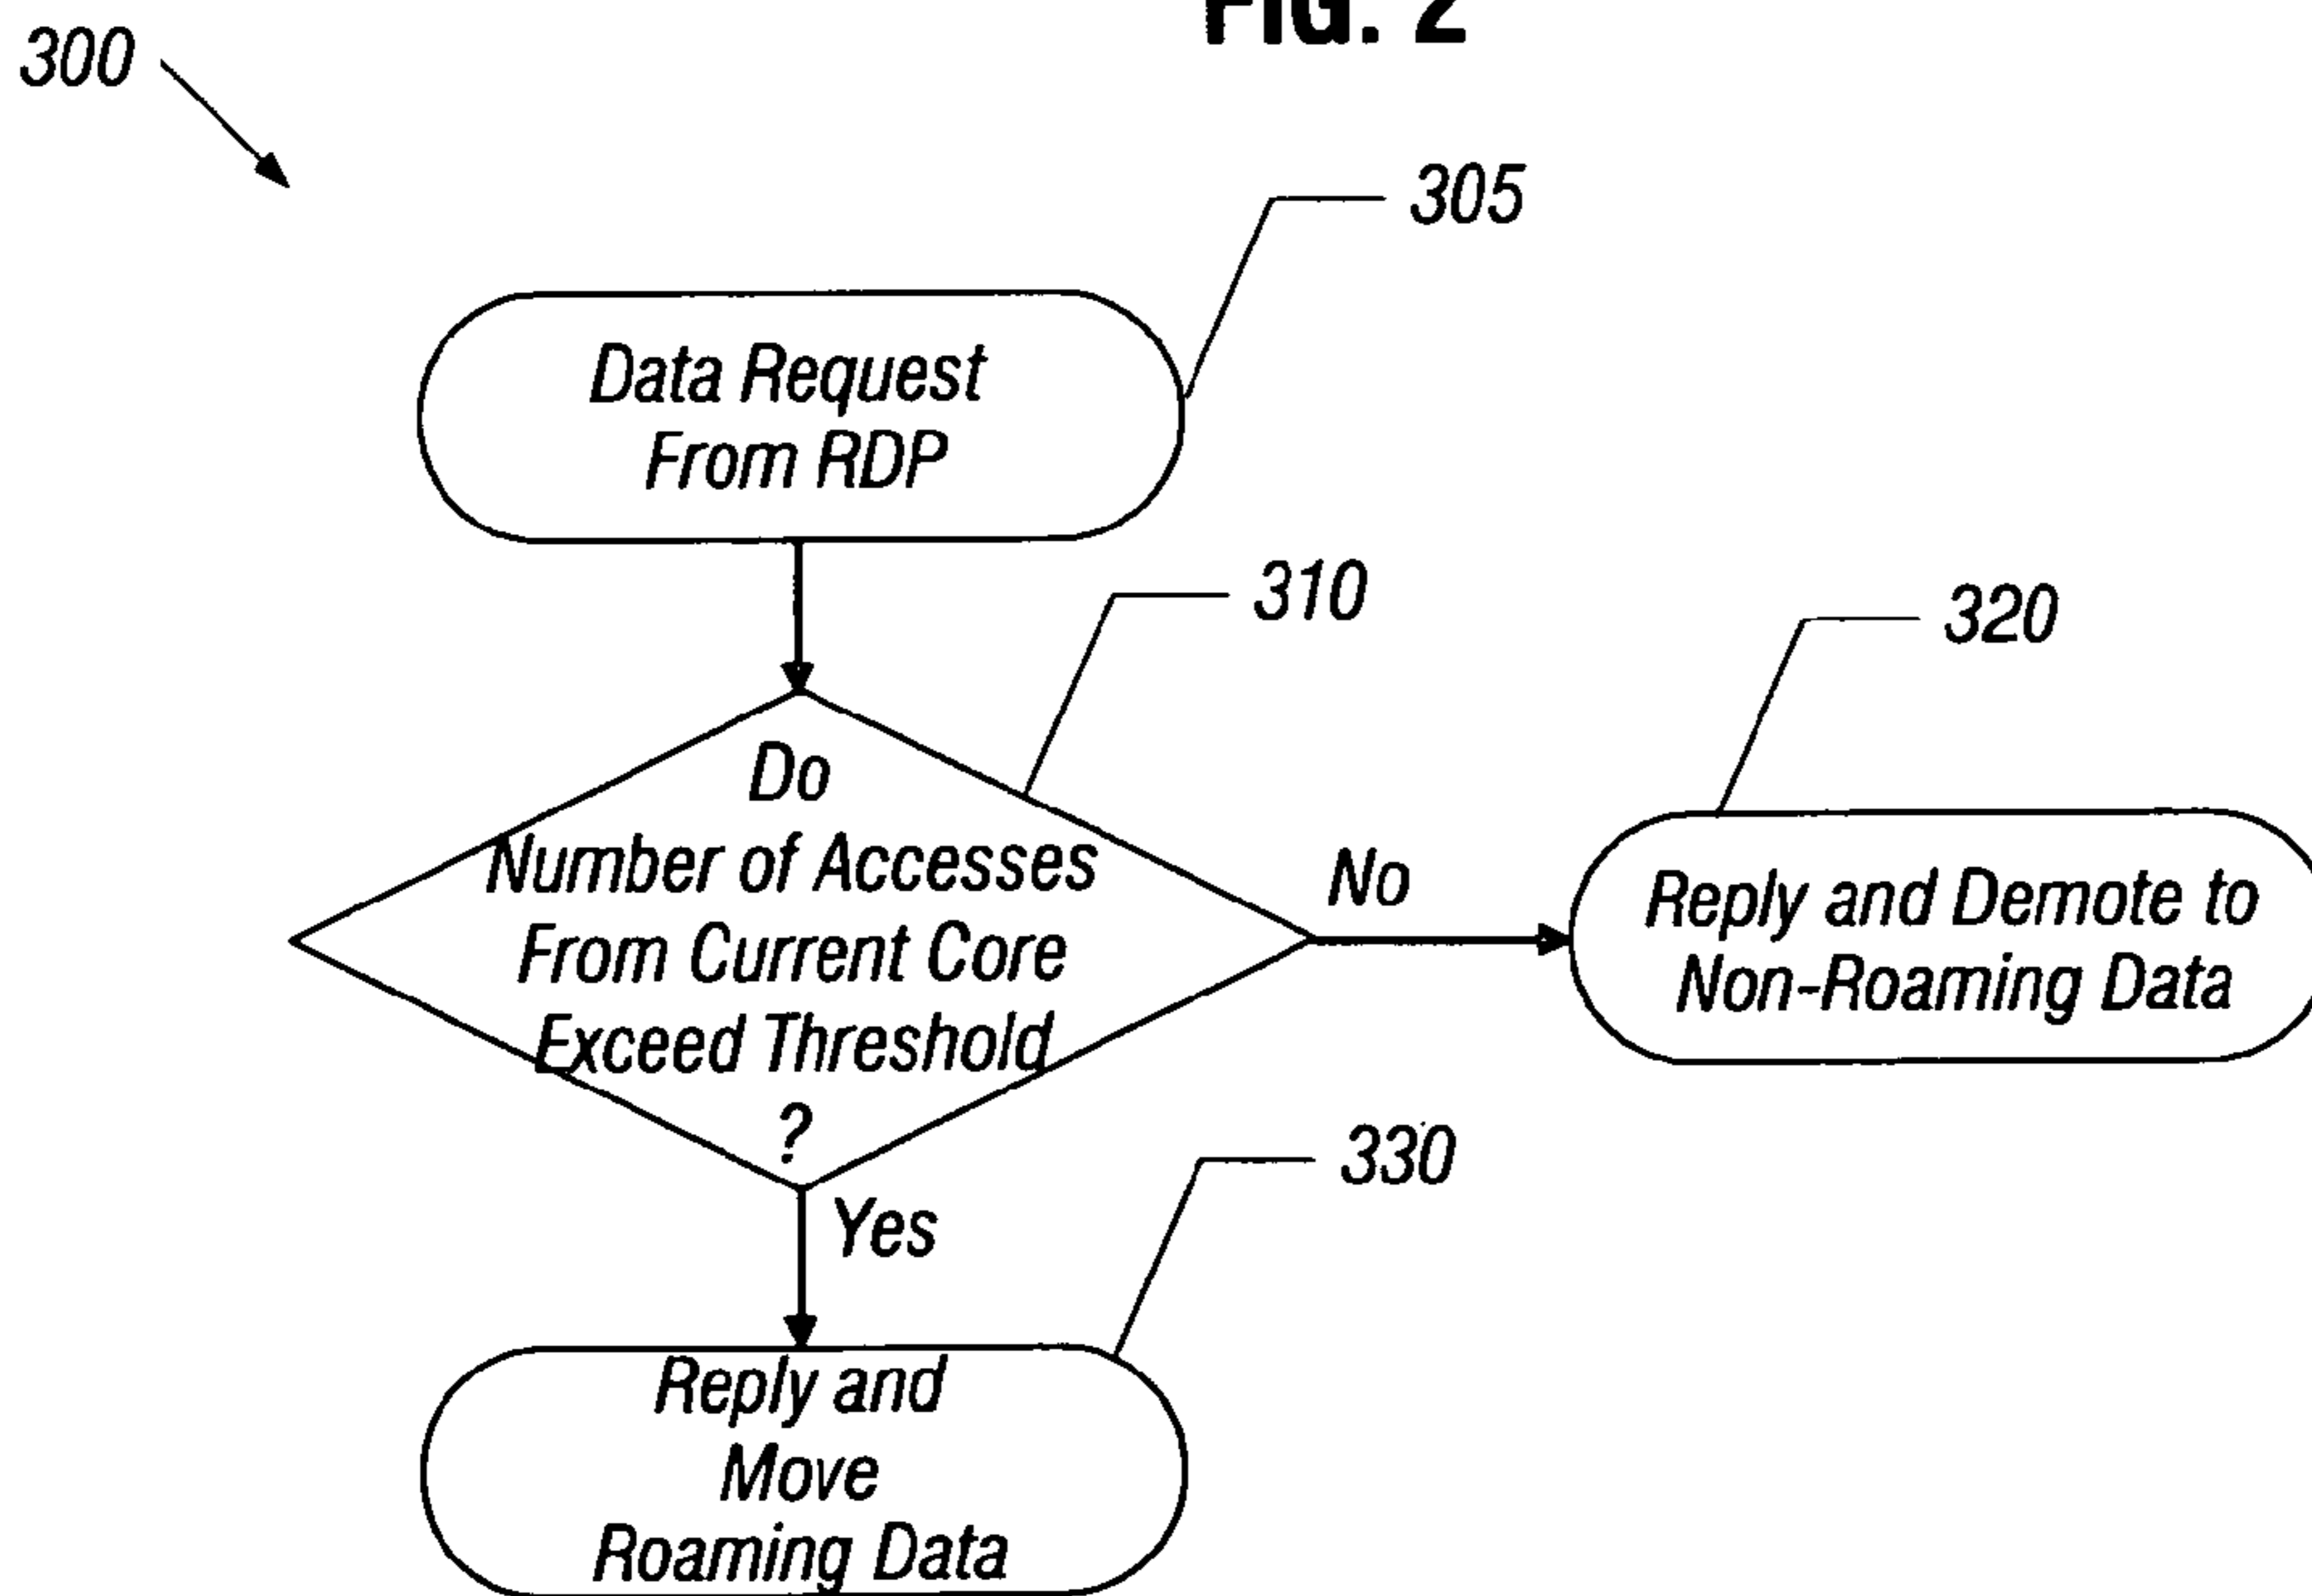 FIG. 2
300
305
Data Request
From RDP
310
320
Do
Number of Accesses
From Current Core
Exceed Threshold
?
No
Reply and Demote to
Non-Roaming Data
Yes
330
Reply and
Move
Roaming Data